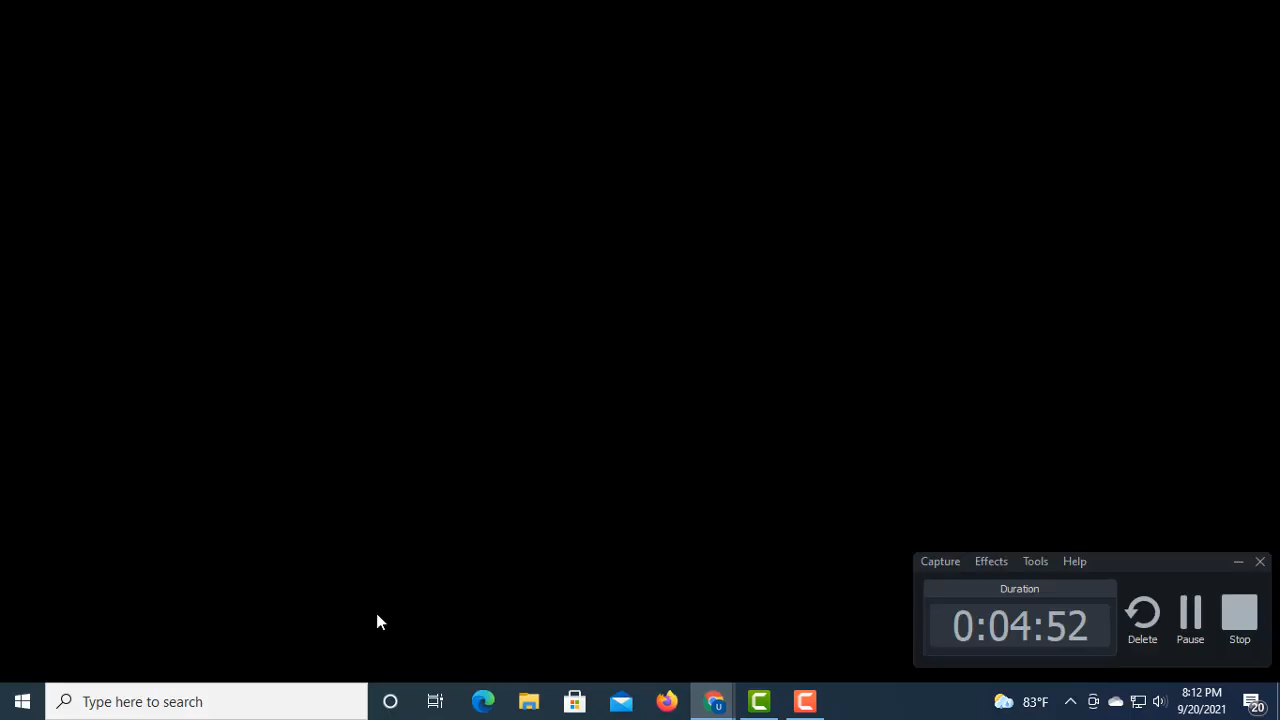 Capture Effects Tools Help
Duration
0:04:52
Delete Pause Stop
Type here to search
U
83°F
8:12 PM
9/20/2021
20